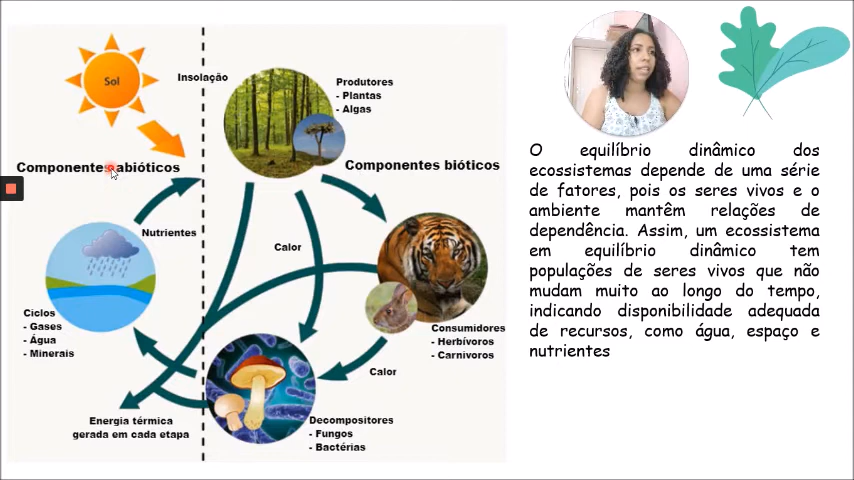 Sol
Insolação
Produtores
- Plantas
- Algas
Componentes abióticos
Componentes bióticos
Nutrientes
Calor
Ciclos
- Gases
- Água
- Minerais
Consumidores
- Herbívoros
- Carnivoros
Calor
Energia térmica
gerada em cada etapa
Decompositores
- Fungos
- Bactérias
O equilíbrio dinâmico dos
ecossistemas depende de uma série
de fatores, pois os seres vivos e o
ambiente mantêm relações de
dependência. Assim, um ecossistema
em equilíbrio dinâmico tem
populações de seres vivos que não
mudam muito ao longo do tempo,
indicando disponibilidade adequada
de recursos, como água, espaço e
nutrientes